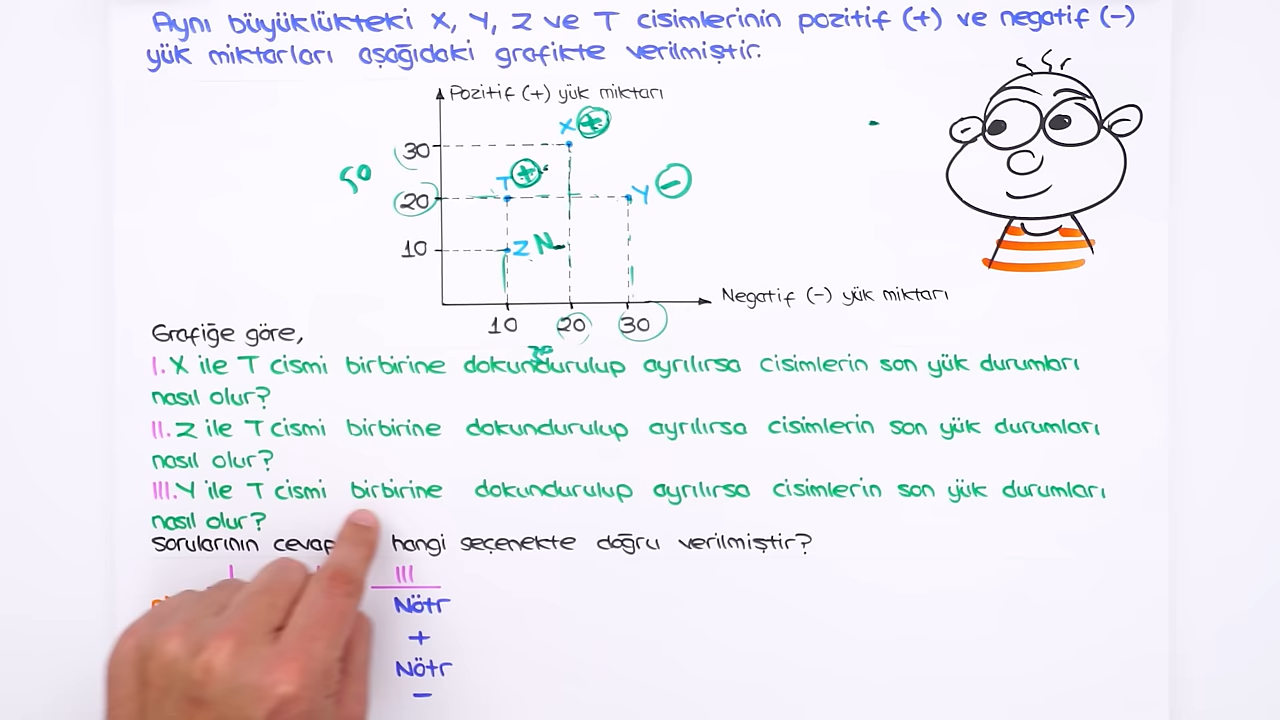 Aynı büyüklükteki X, Y, Z ve T cisimlerinin pozitif (+) ve negatif (-)
yük miktarları aşağıdaki grafikte verilmiştir.
Pozitif (+) yük miktarı
X +
30
50
T +
20
Y -
10
Z N
Negatif (-) yük miktarı
10 20 30
Grafiğe göre,
I. X ile T cismi birbirine dokundurulup ayrılırsa cisimlerin son yük durumları
nasıl olur?
II. Z ile T cismi birbirine dokundurulup ayrılırsa cisimlerin son yük durumları
nasıl olur?
III. Y ile T cismi birbirine dokundurulup ayrılırsa cisimlerin son yük durumları
nasıl olur?
sorularının hangi seçenekte doğru verilmiştir?
I III
Nötr
+
Nötr
-